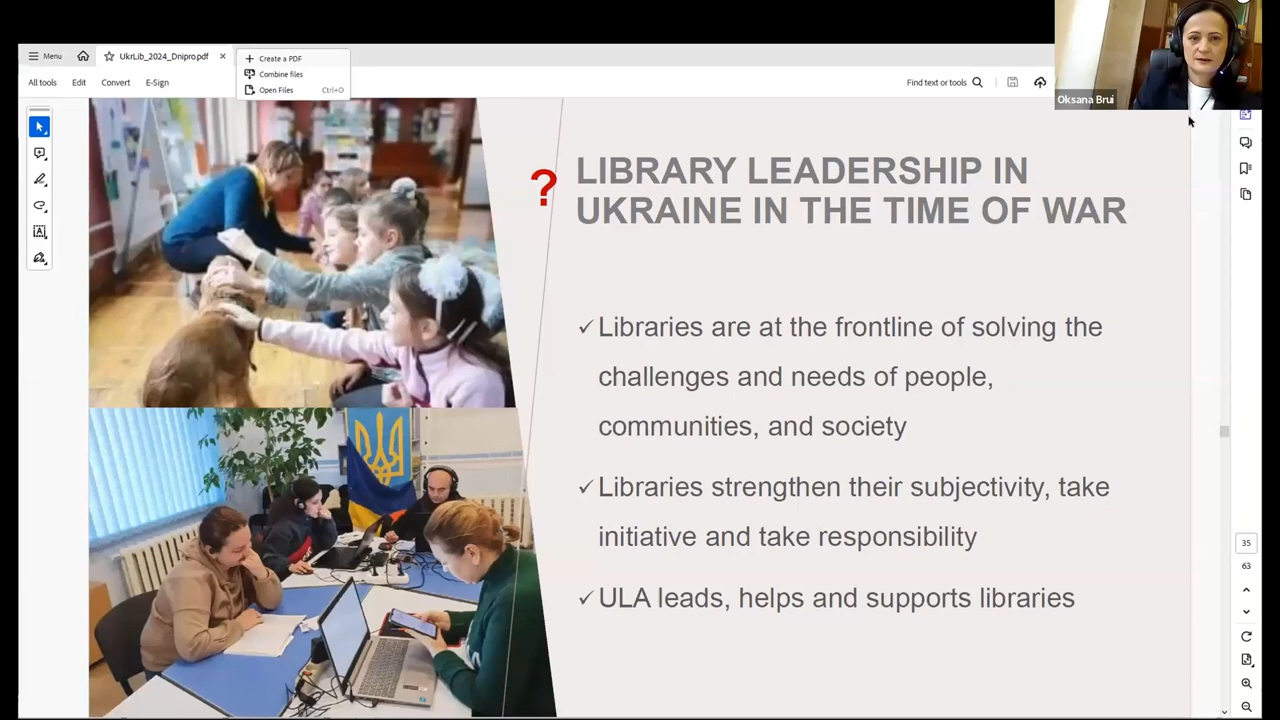 Menu
UkrLib_2024_Dnipro.pdf
Create a PDF
Combine files
Open Files Ctrl+O
All tools Edit Convert E-Sign
Find text or tools
Oksana Brui
? LIBRARY LEADERSHIP IN
UKRAINE IN THE TIME OF WAR
✓Libraries are at the frontline of solving the
challenges and needs of people,
communities, and society
✓Libraries strengthen their subjectivity, take
initiative and take responsibility
✓ULA leads, helps and supports libraries
35
63